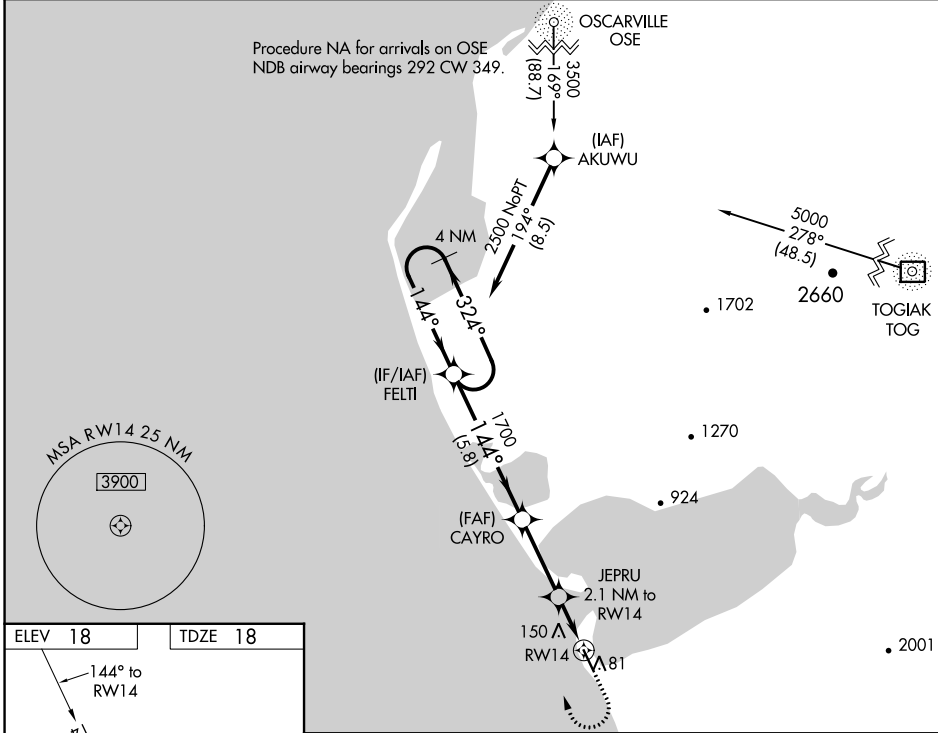 OSCARVILLE
OSE
Procedure NA for arrivals on OSE
NDB airway bearings 292 CW 349.
3500
169°
(88.7)
(IAF)
AKUWU
2500 NoPT
194°
(8.5)
4 NM
144°
324°
5000
278°
(48.5)
2660
TOGIAK
TOG
1702
(IF/IAF)
FELTI
1700
144°
(5.8)
1270
MSA RW14 25 NM
3900
924
(FAF)
CAYRO
JEPRU
2.1 NM to
RW14
150
RW14
81
2001
ELEV 18
TDZE 18
144° to
RW14